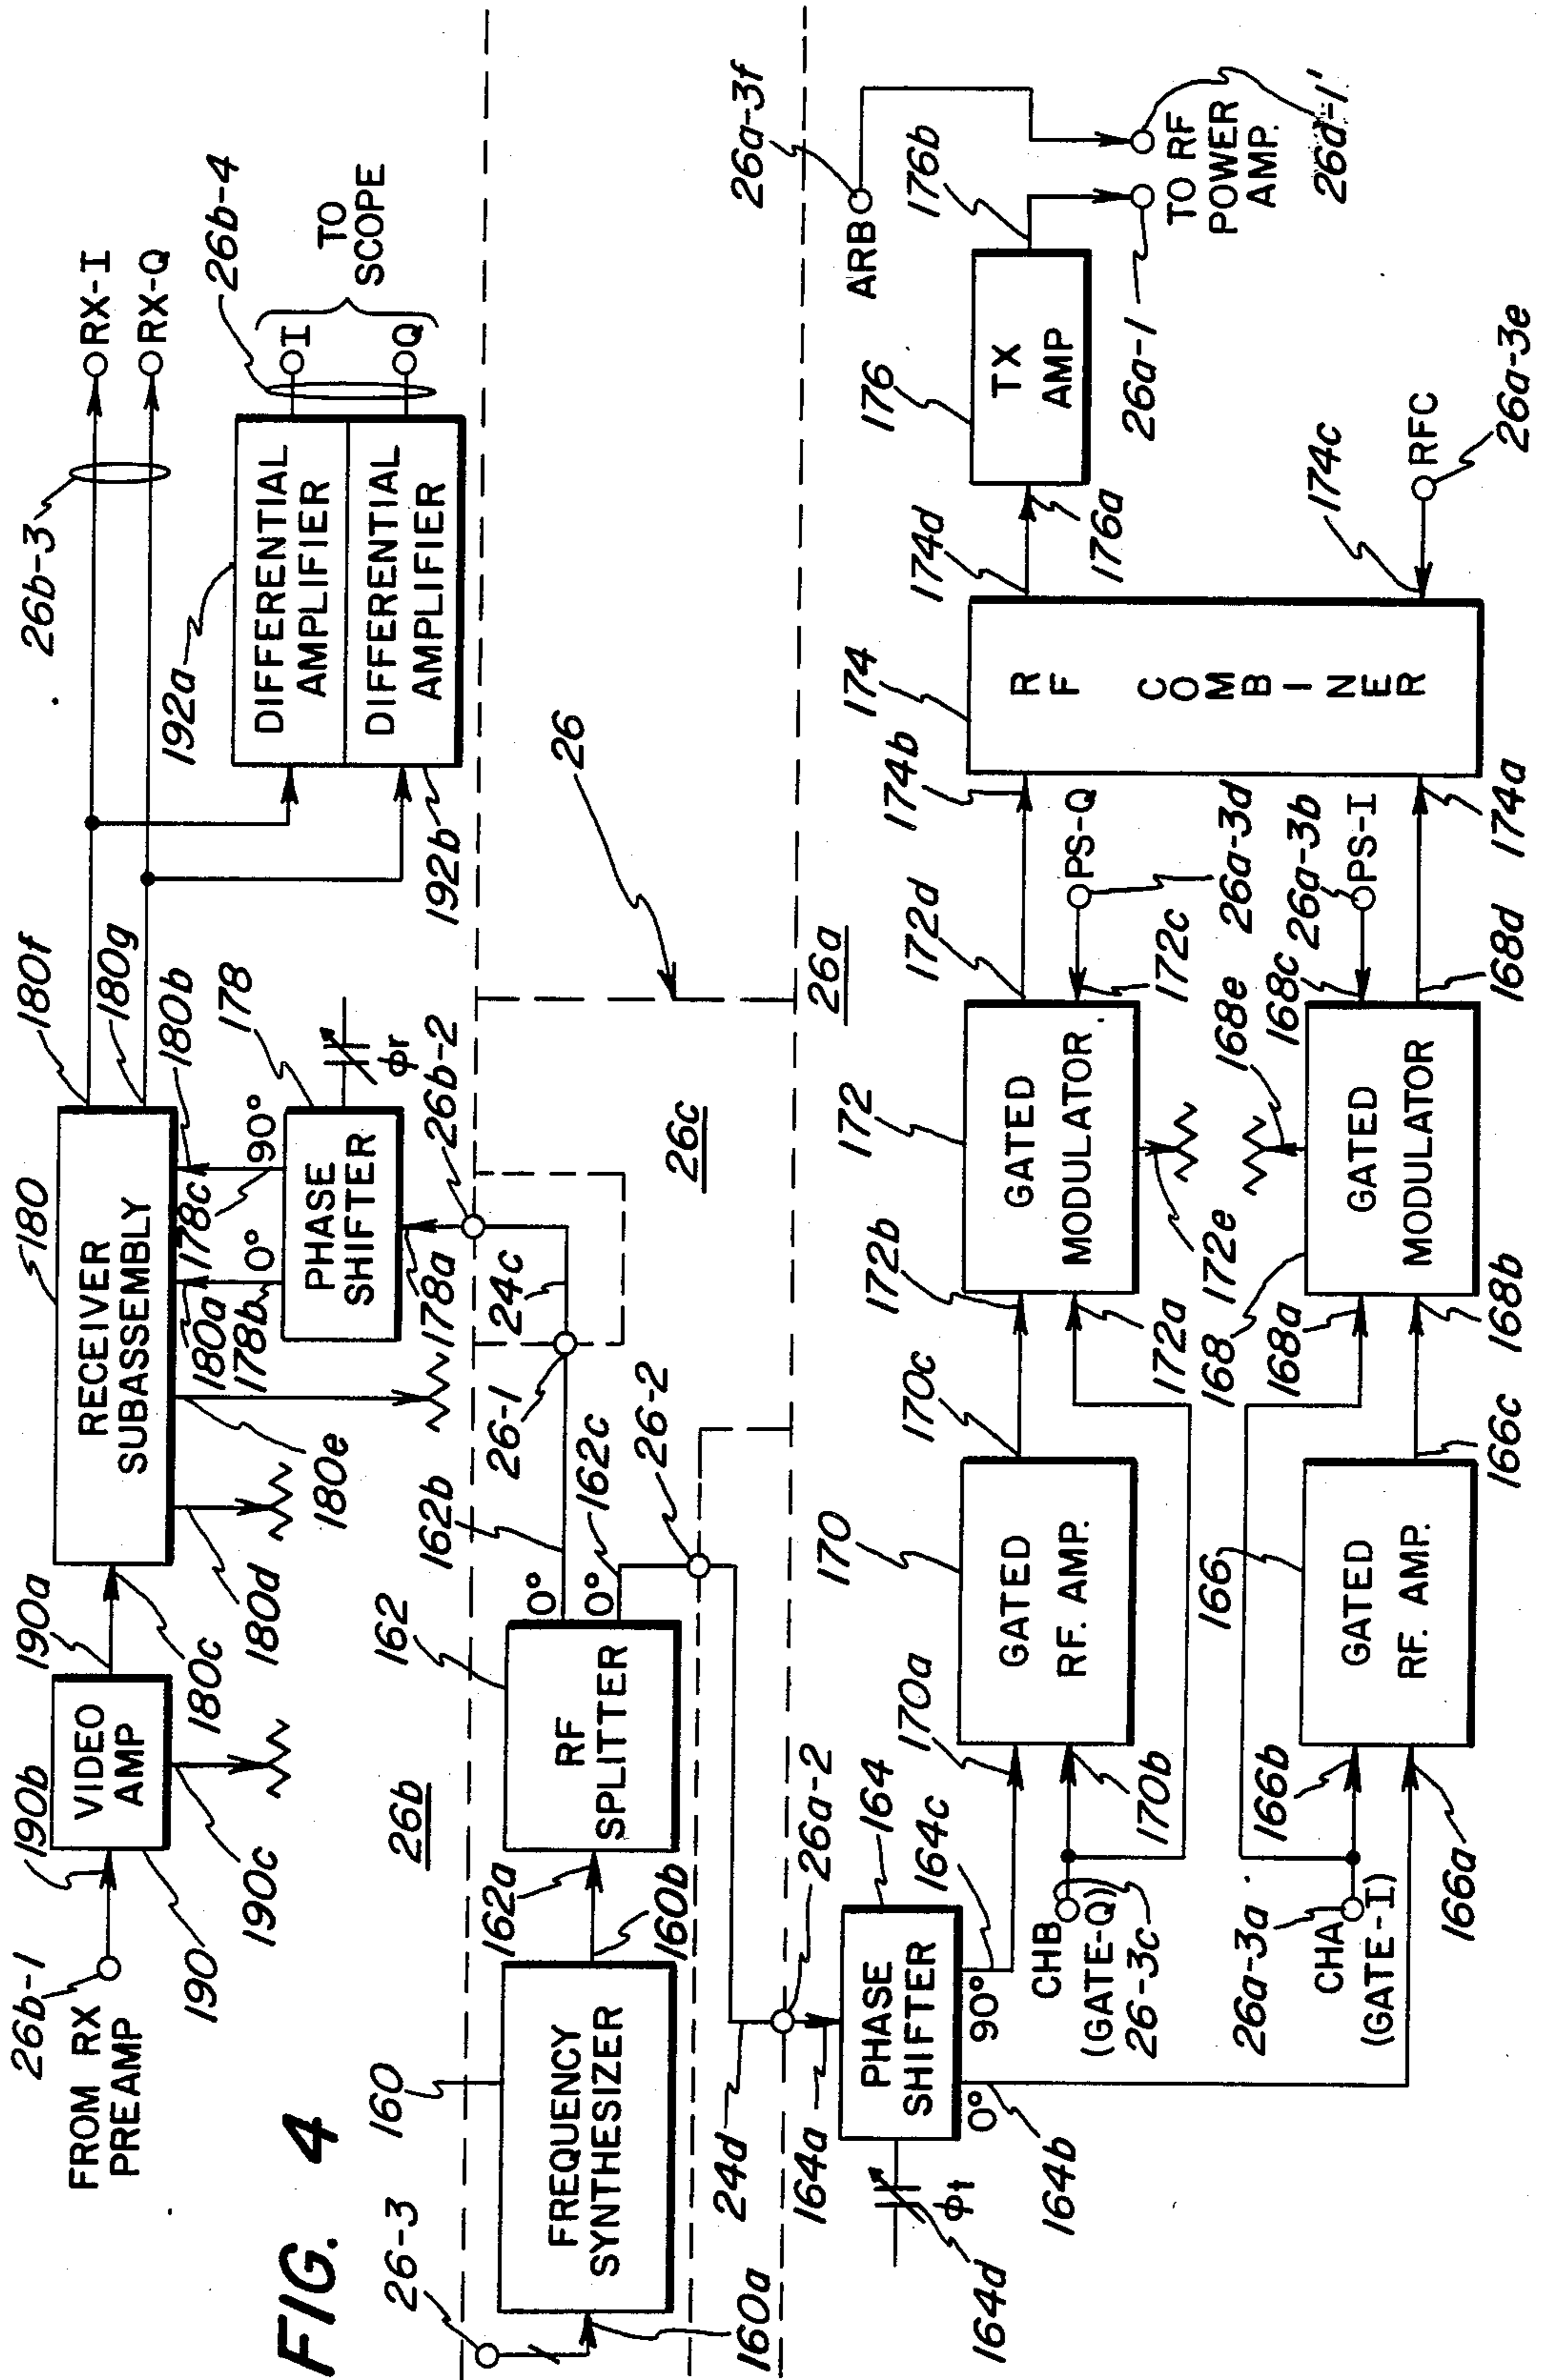 FIG. 4
26b-1
FROM RX
PREAMP
190b
VIDEO
AMP
190
190c
190a
180c
RECEIVER
SUBASSEMBLY
180
180d
180e
180a
178b
0°
178c
90°
180b
180f
180g
PHASE
SHIFTER
178
φr
178a
26b-2
26b-3
RX-I
RX-Q
192a
DIFFERENTIAL
AMPLIFIER
DIFFERENTIAL
AMPLIFIER
192b
I
Q
26b-4
TO
SCOPE
26b
26-3
160
FREQUENCY
SYNTHESIZER
160a
160b
162a
162
RF
SPLITTER
0°
0°
162b
162c
26-1
26-2
24c
26c
26
24d
26a-2
26a
164a
PHASE
SHIFTER
164
164d
φt
0°
90°
164b
164c
CHB
(GATE-Q)
26-3c
26a-3a
CHA
(GATE-I)
170a
170b
170
GATED
RF. AMP.
170c
166b
166a
166
GATED
RF. AMP.
166c
172b
172a
172
GATED
MODULATOR
172e
172d
172c
PS-Q
26a-3d
168
168a
168b
GATED
MODULATOR
168e
168c
168d
26a-3b
PS-I
174b
174a
174
RF COMBINER
174d
174c
RFC
26a-3e
176a
176
TX
AMP
176b
26a-1
ARB
26a-3f
TO RF
POWER
AMP.
26d-1'